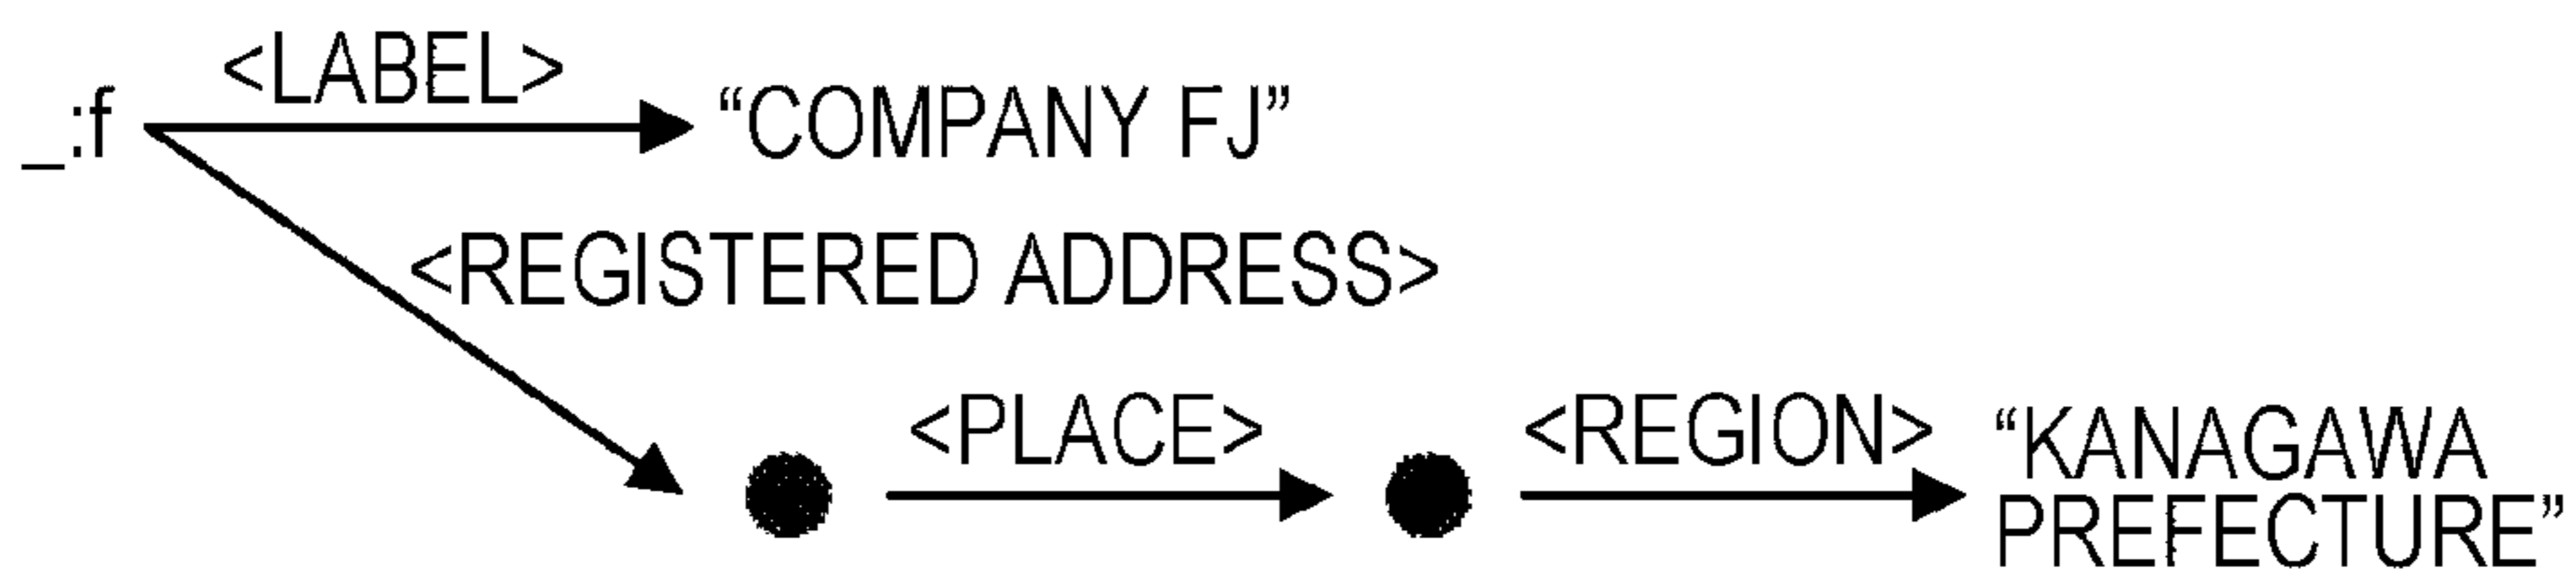 <LABEL>
_:f “COMPANY FJ”
<REGISTERED ADDRESS>
<PLACE> <REGION> “KANAGAWA
PREFECTURE”